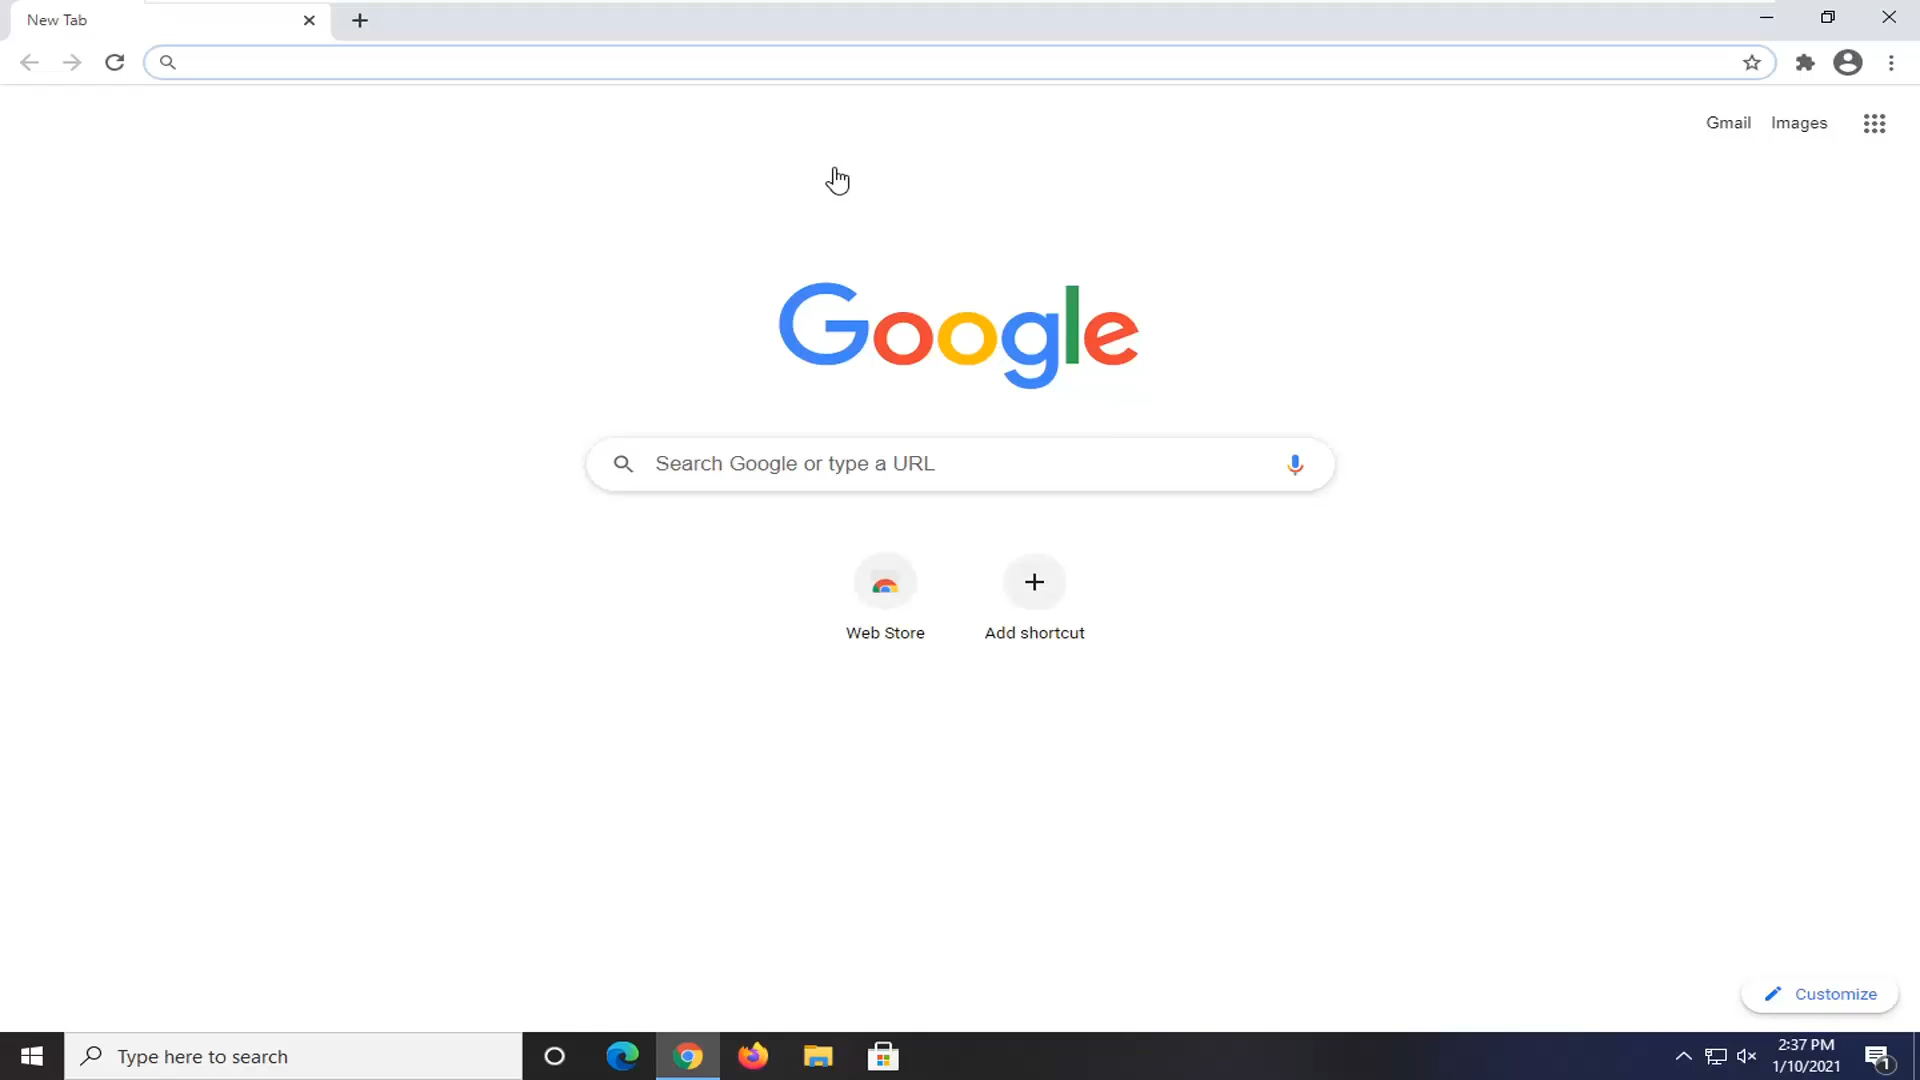 New Tab
Gmail Images
Google
Search Google or type a URL
Web Store
Add shortcut
Customize
Type here to search
2:37 PM
1/10/2021
1